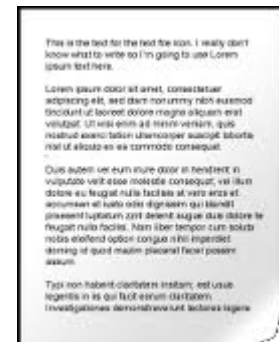 This is the text for the text file icon. I really don't
know what to write so I'm going to use Lorem
ipsum text here.
Lorem ipsum dolor sit amet, consectetuer
adipiscing elit, sed diam nonummy nibh euismod
tincidunt ut laoreet dolore magna aliquam erat
volutpat. Ut wisi enim ad minim veniam, quis
nostrud exerci tation ullamcorper suscipit lobortis
nisl ut aliquip ex ea commodo consequat.
Duis autem vel eum iriure dolor in hendrerit in
vulputate velit esse molestie consequat, vel illum
dolore eu feugiat nulla facilisis at vero eros et
accumsan et iusto odio dignissim qui blandit
praesent luptatum zzril delenit augue duis dolore te
feugait nulla facilisi. Nam liber tempor cum soluta
nobis eleifend option congue nihil imperdiet
doming id quod mazim placerat facer possim
assum.
Typi non habent claritatem insitam; est usus
legentis in iis qui facit eorum claritatem.
Investigationes demonstraverunt lectores legere